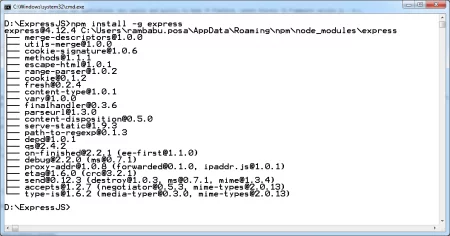 C:\Windows\system32\cmd.exe
D:\ExpressJS>npm install -g express
express@4.12.4 C:\Users\rambabu.posa\AppData\Roaming\npm\node_modules\express
├── merge-descriptors@1.0.0
├── utils-merge@1.0.0
├── cookie-signature@1.0.6
├── methods@1.1.1
├── escape-html@1.0.1
├── range-parser@1.0.2
├── cookie@0.1.2
├── fresh@0.2.4
├── content-type@1.0.1
├── vary@1.0.0
├── finalhandler@0.3.6
├── parseurl@1.3.0
├── content-disposition@0.5.0
├── serve-static@1.9.3
├── path-to-regexp@0.1.3
├── depd@1.0.1
├── qs@2.4.2
├── on-finished@2.2.1 (ee-first@1.1.0)
├── debug@2.2.0 (ms@0.7.1)
├── proxy-addr@1.0.8 (forwarded@0.1.0, ipaddr.js@1.0.1)
├── etag@1.6.0 (crc@3.2.1)
├── send@0.12.3 (destroy@1.0.3, ms@0.7.1, mime@1.3.4)
├── accepts@1.2.7 (negotiator@0.5.3, mime-types@2.0.13)
└── type-is@1.6.2 (media-typer@0.3.0, mime-types@2.0.13)
D:\ExpressJS>